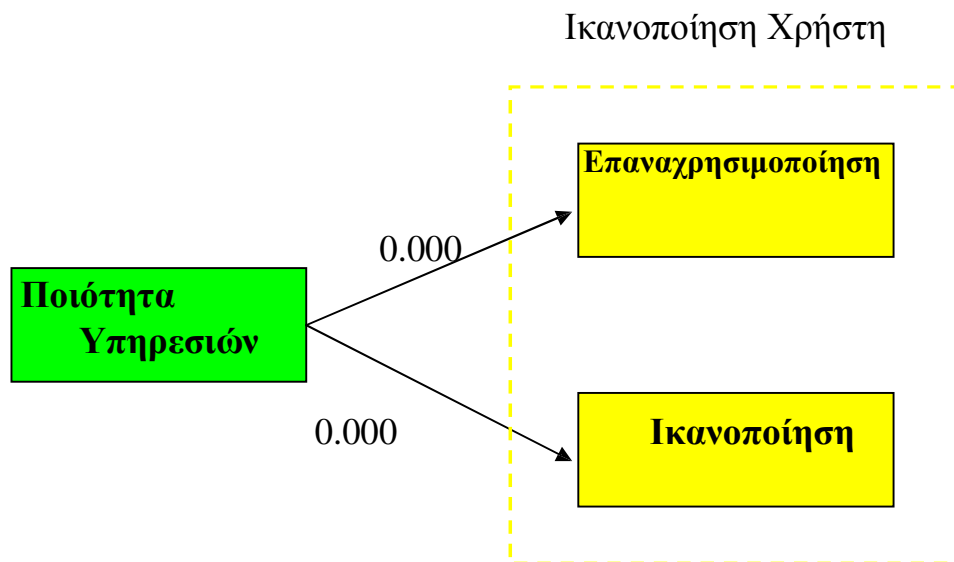 Ικανοποίηση Χρήστη
Επαναχρησιμοποίηση
0.000
Ποιότητα
Υπηρεσιών
0.000
Ικανοποίηση